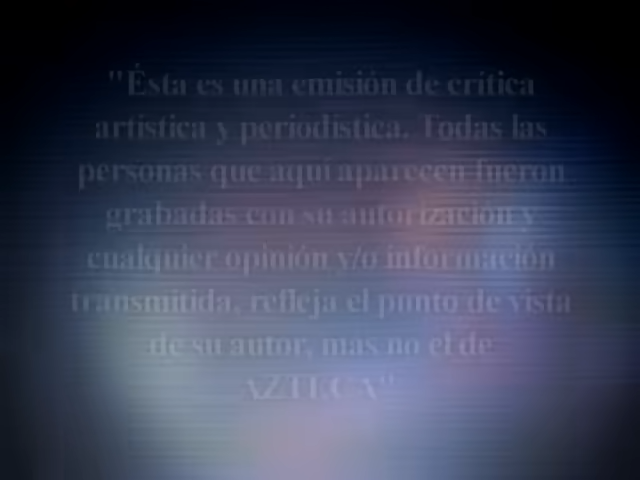 "Ésta es una emisión de crítica
artística y periodística. Todas las
personas que aquí aparecen fueron
grabadas con su autorización y
cualquier opinión y/o información
transmitida, refleja el punto de vista
de su autor, mas no el de
AZTECA"